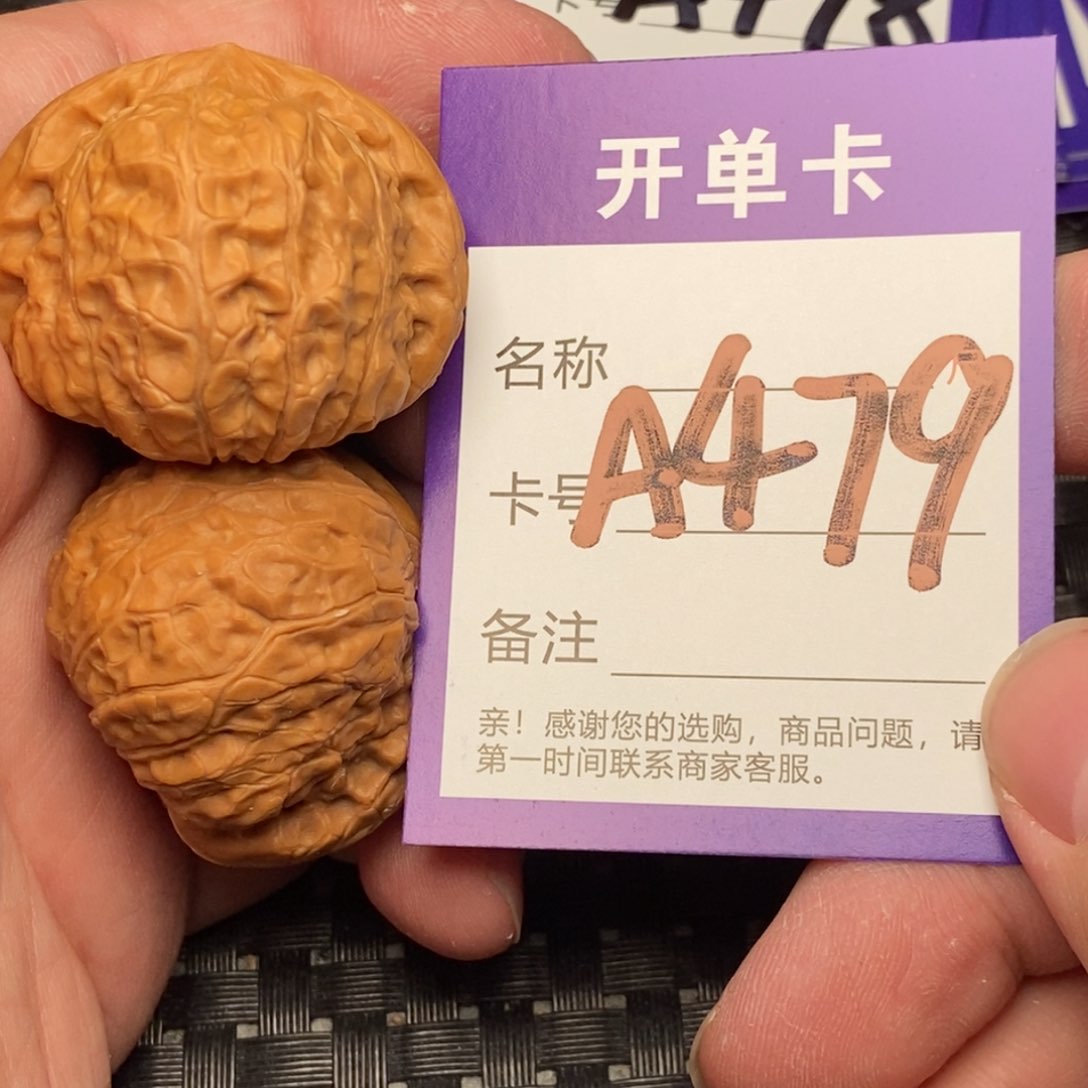 A478
开单卡
名称
A479
卡号
备注
亲！感谢您的选购，商品问题，请
第一时间联系商家客服。